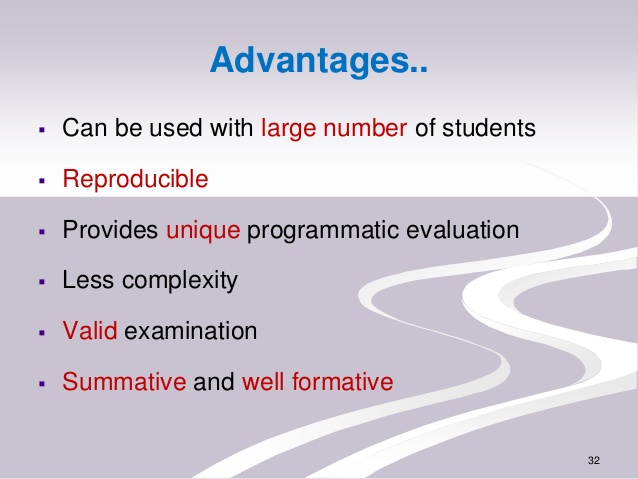 Advantages..
▪ Can be used with large number of students
▪ Reproducible
▪ Provides unique programmatic evaluation
▪ Less complexity
▪ Valid examination
▪ Summative and well formative
32